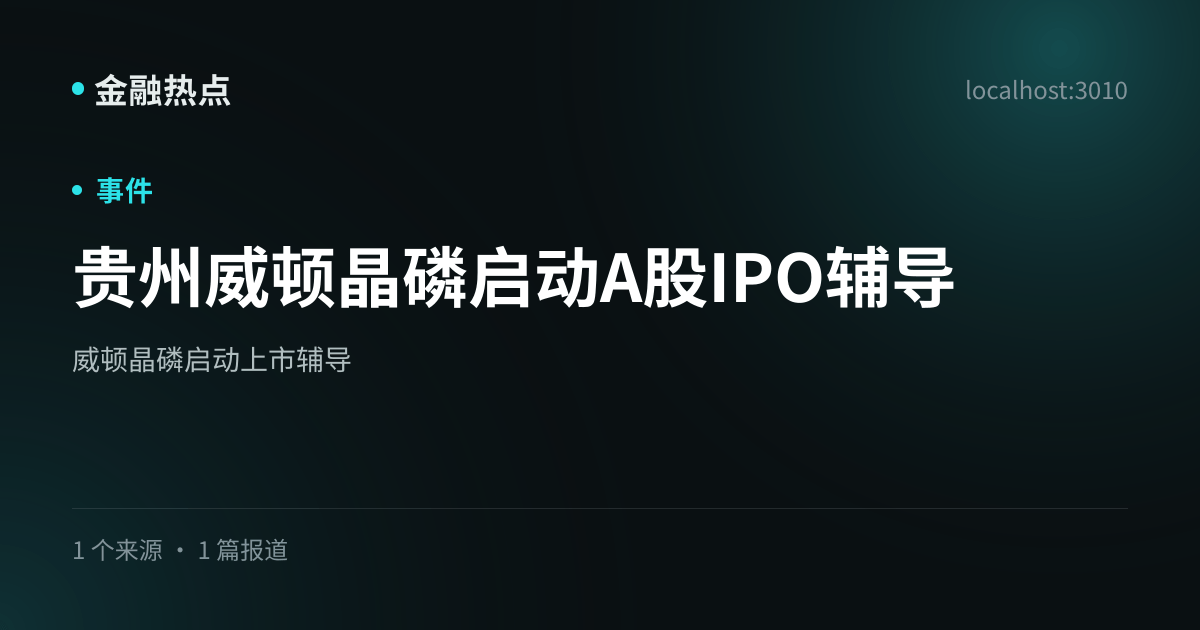 金融热点
localhost:3010
事件
贵州威顿晶磷启动A股IPO辅导
威顿晶磷启动上市辅导
1 个来源 · 1 篇报道